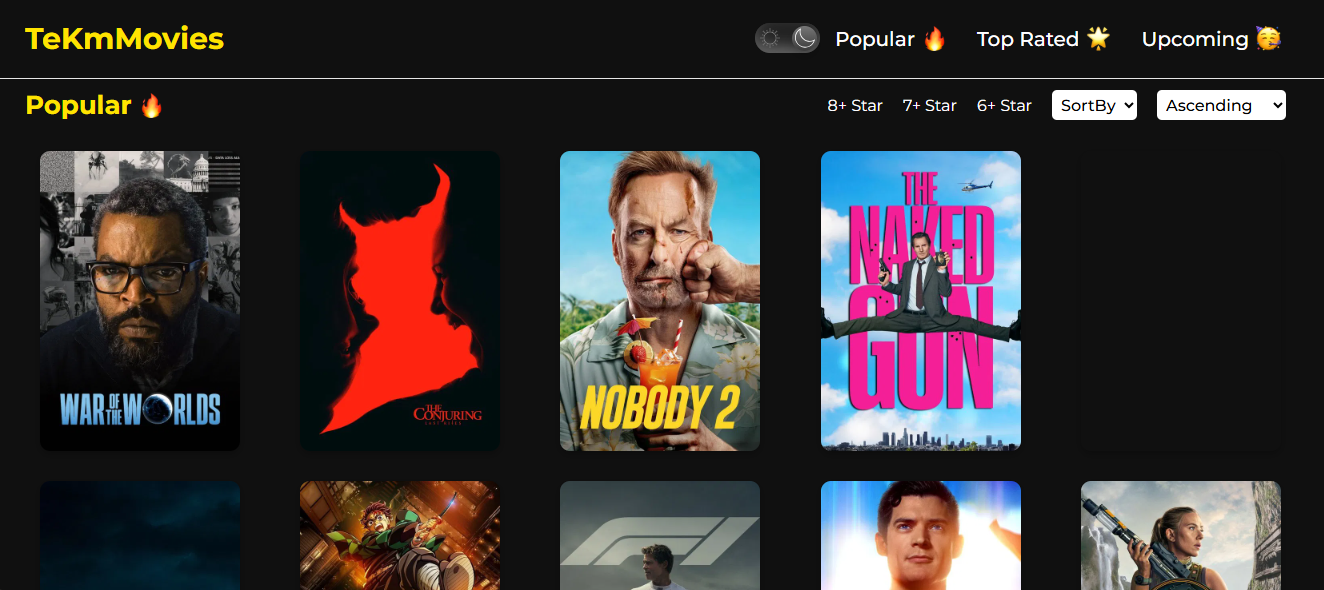 TeKmMovies
Popular 🔥
Top Rated 🌟
Upcoming 🥳
Popular 🔥
8+ Star
7+ Star
6+ Star
SortBy
Ascending
WAR OF THE WORLDS
THE
CONJURING
LAST RITES
NOBODY 2
THE
NAKED
GUN